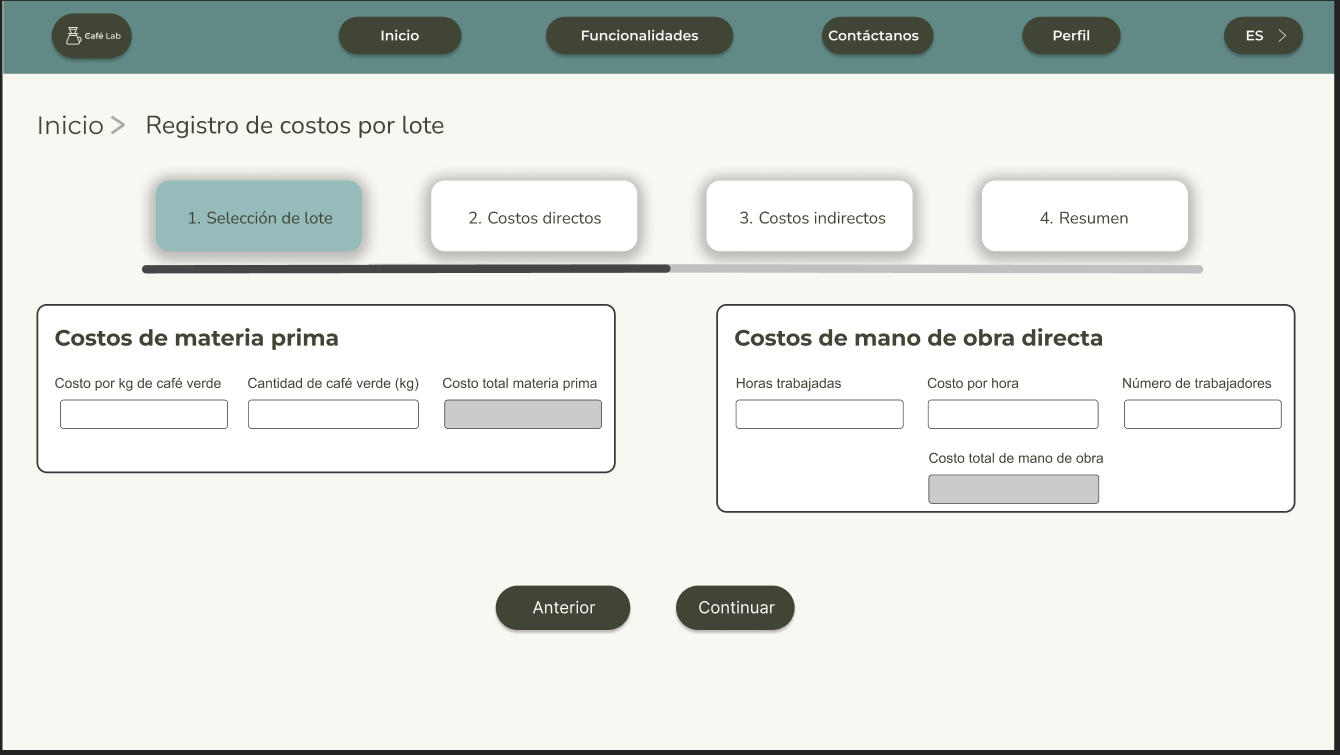 Café Lab
Inicio
Funcionalidades
Contáctanos
Perfil
ES
Inicio > Registro de costos por lote
1. Selección de lote
2. Costos directos
3. Costos indirectos
4. Resumen
Costos de materia prima
Costo por kg de café verde
Cantidad de café verde (kg)
Costo total materia prima
Costos de mano de obra directa
Horas trabajadas
Costo por hora
Número de trabajadores
Costo total de mano de obra
Anterior
Continuar